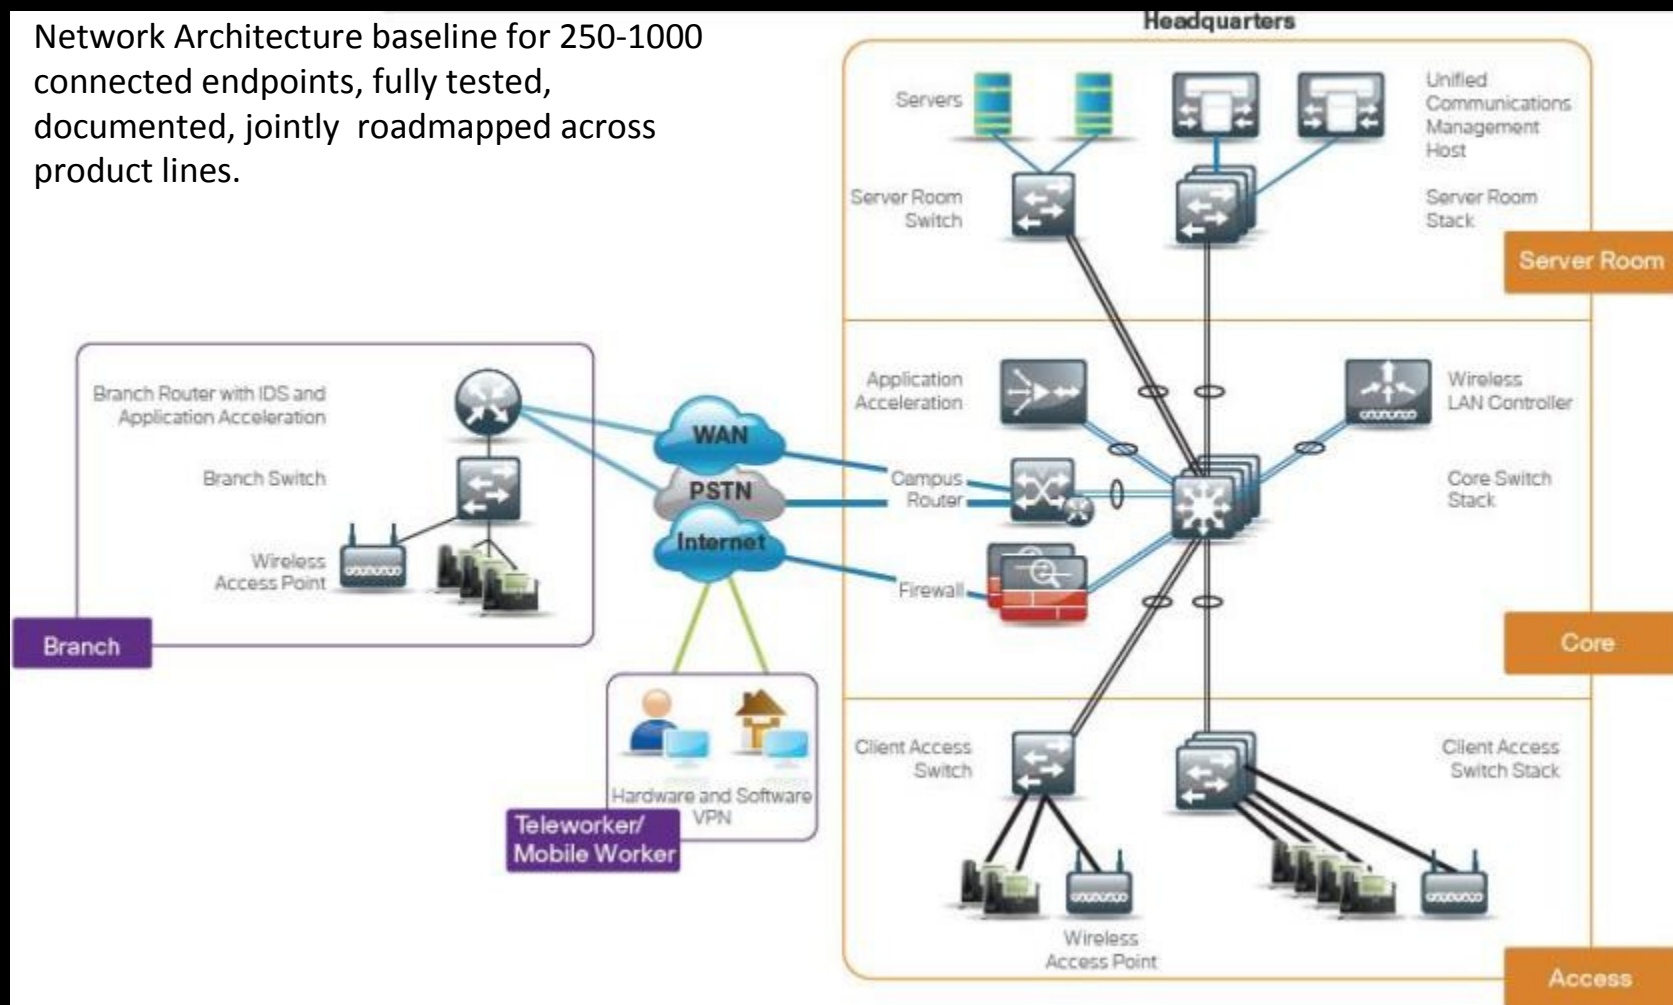 Network Architecture baseline for 250-1000
connected endpoints, fully tested,
documented, jointly roadmapped across
product lines.
Headquarters
Servers
Unified
Communications
Management
Host
Server Room
Switch
Server Room
Stack
Server Room
Branch Router with IDS and
Application Acceleration
Branch Switch
Wireless
Access Point
Branch
WAN
PSTN
Internet
Application
Acceleration
Wireless
LAN Controller
Campus
Router
Core Switch
Stack
Firewall
Core
Hardware and Software
VPN
Teleworker/
Mobile Worker
Client Access
Switch
Client Access
Switch Stack
Wireless
Access Point
Access